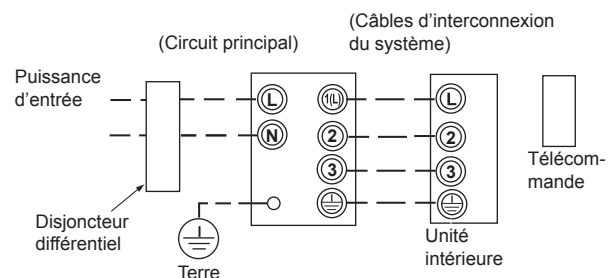 (Câbles d'interconnexion
du système)
(Circuit principal)
Puissance
d'entrée
L
N
1(L)
2
3
L
2
3
Télécom-
mande
Disjoncteur
différentiel
Terre
Unité
intérieure